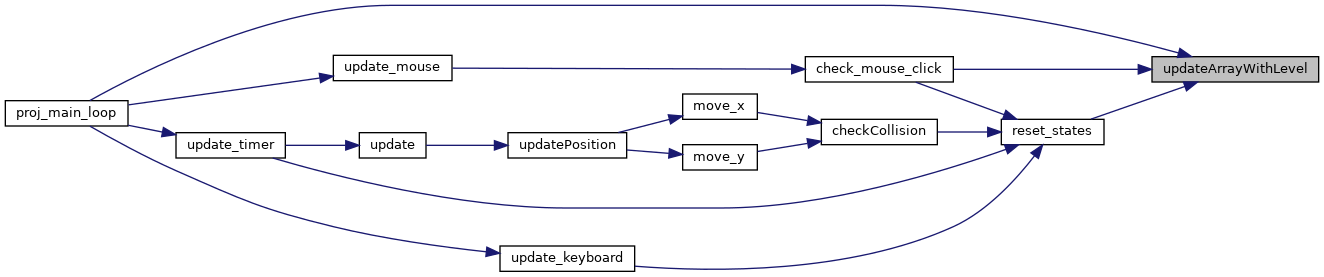 proj_main_loop
update_mouse
update_timer
update
updatePosition
update_keyboard
move_x
move_y
check_mouse_click
checkCollision
reset_states
updateArrayWithLevel